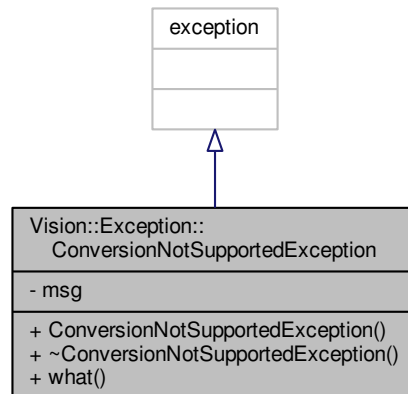 exception
Vision::Exception::
ConversionNotSupportedException
- msg
+ ConversionNotSupportedException()
+ ~ConversionNotSupportedException()
+ what()